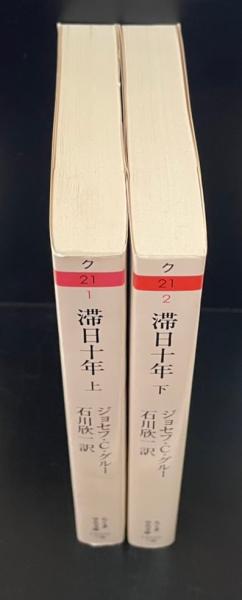 ク
21
1
滞日十年 上
ジョセフ・C・グルー
石川欣一訳
ク
21
2
滞日十年 下
ジョセフ・C・グルー
石川欣一訳